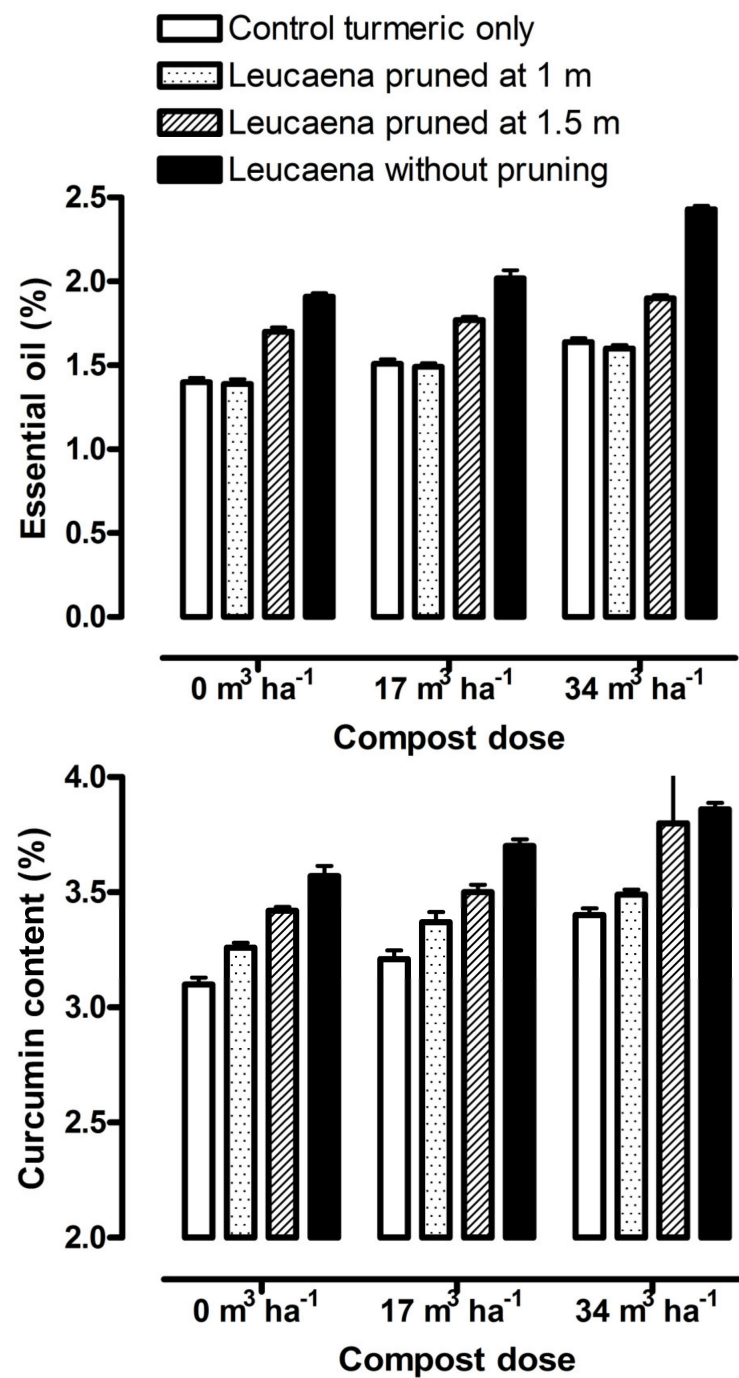 Control turmeric only
Leucaena pruned at 1 m
Leucaena pruned at 1.5 m
Leucaena without pruning
Essential oil (%)
2.5
2.0
1.5
1.0
0.5
0.0
0 m³ ha⁻¹ 17 m³ ha⁻¹ 34 m³ ha⁻¹
Compost dose
Curcumin content (%)
4.0
3.5
3.0
2.5
2.0
0 m³ ha⁻¹ 17 m³ ha⁻¹ 34 m³ ha⁻¹
Compost dose